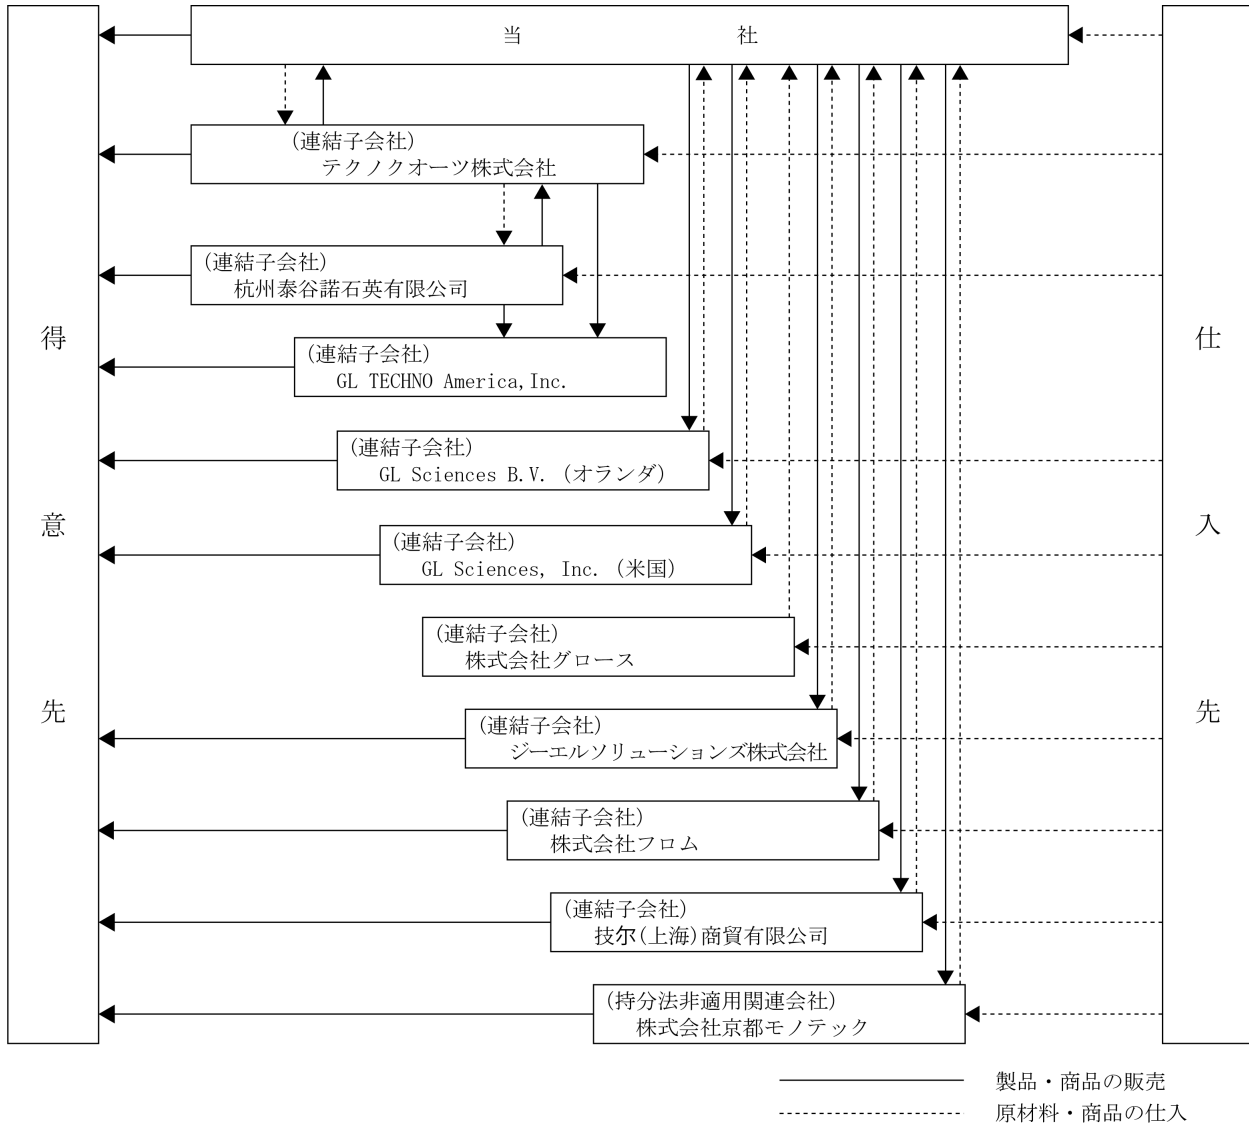 当 社
(連結子会社)
テクノクオーツ株式会社
(連結子会社)
杭州泰谷諾石英有限公司
(連結子会社)
GL TECHNO America,Inc.
(連結子会社)
GL Sciences B.V. (オランダ)
(連結子会社)
GL Sciences, Inc. (米国)
(連結子会社)
株式会社グロース
(連結子会社)
ジーエルソリューションズ株式会社
(連結子会社)
株式会社フロム
(連結子会社)
技尔(上海)商貿有限公司
(持分法非適用関連会社)
株式会社京都モノテック
得意先
仕入先
製品・商品の販売
原材料・商品の仕入